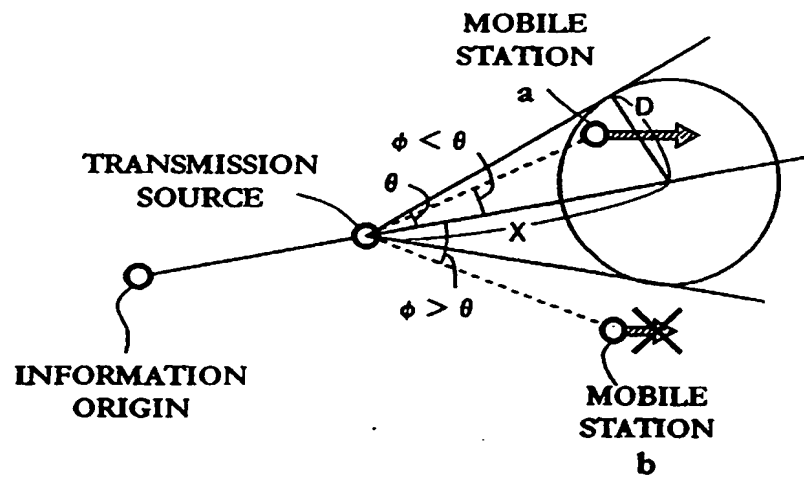 MOBILE
STATION
a
D
ϕ < θ
TRANSMISSION
SOURCE
θ
X
ϕ > θ
INFORMATION
ORIGIN
MOBILE
STATION
b